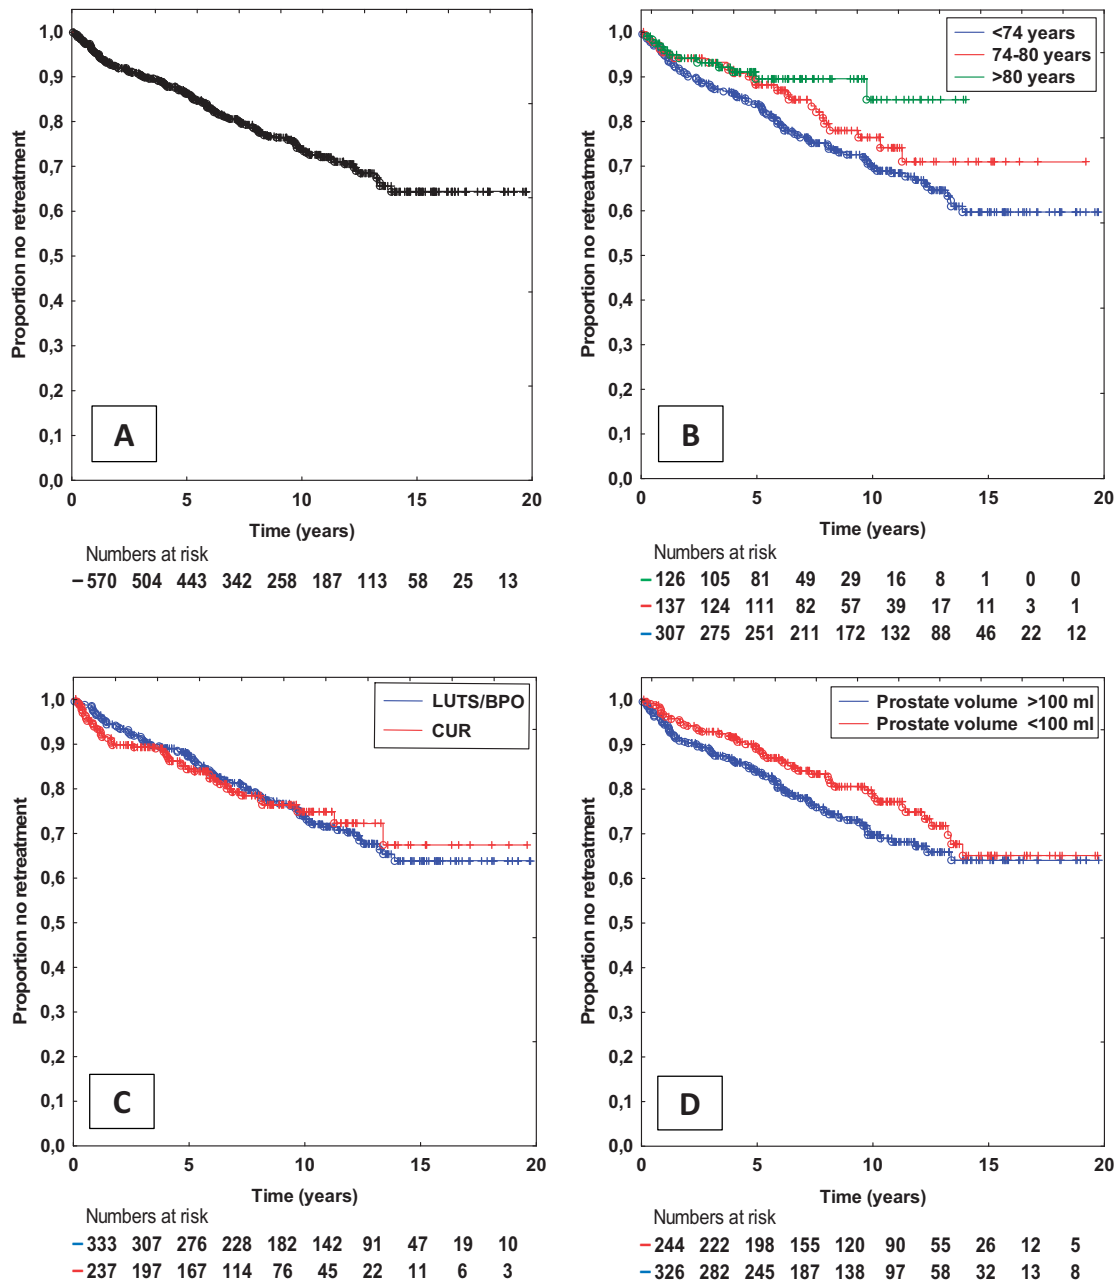 1,0
0,9
0,8
0,7
0,6
0,5
0,4
0,3
0,2
0,1
0,0
Proportion no retreatment
A
0 5 10 15 20
Time (years)
Numbers at risk
570 504 443 342 258 187 113 58 25 13
1,0
0,9
0,8
0,7
0,6
0,5
0,4
0,3
0,2
0,1
0,0
Proportion no retreatment
<74 years
74-80 years
>80 years
B
0 5 10 15 20
Time (years)
Numbers at risk
126 105 81 49 29 16 8 1 0 0
137 124 111 82 57 39 17 11 3 1
307 275 251 211 172 132 88 46 22 12
1,0
0,9
0,8
0,7
0,6
0,5
0,4
0,3
0,2
0,1
0,0
Proportion no retreatment
LUTS/BPO
CUR
C
0 5 10 15 20
Time (years)
Numbers at risk
333 307 276 228 182 142 91 47 19 10
237 197 167 114 76 45 22 11 6 3
1,0
0,9
0,8
0,7
0,6
0,5
0,4
0,3
0,2
0,1
0,0
Proportion no retreatment
Prostate volume >100 ml
Prostate volume <100 ml
D
0 5 10 15 20
Time (years)
Numbers at risk
244 222 198 155 120 90 55 26 12 5
326 282 245 187 138 97 58 32 13 8